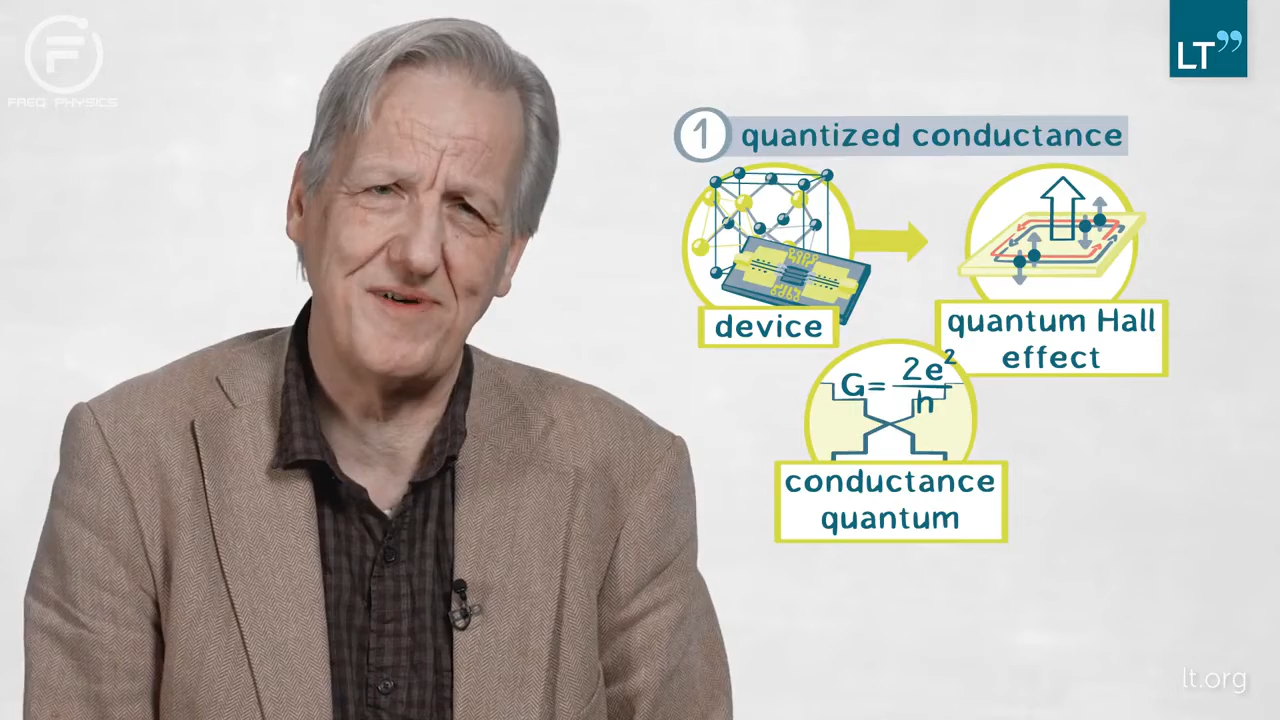 F
FREQ PHYSICS
LT”
1 quantized conductance
device
quantum Hall
effect
G= 2e²
h
conductance
quantum
lt.org